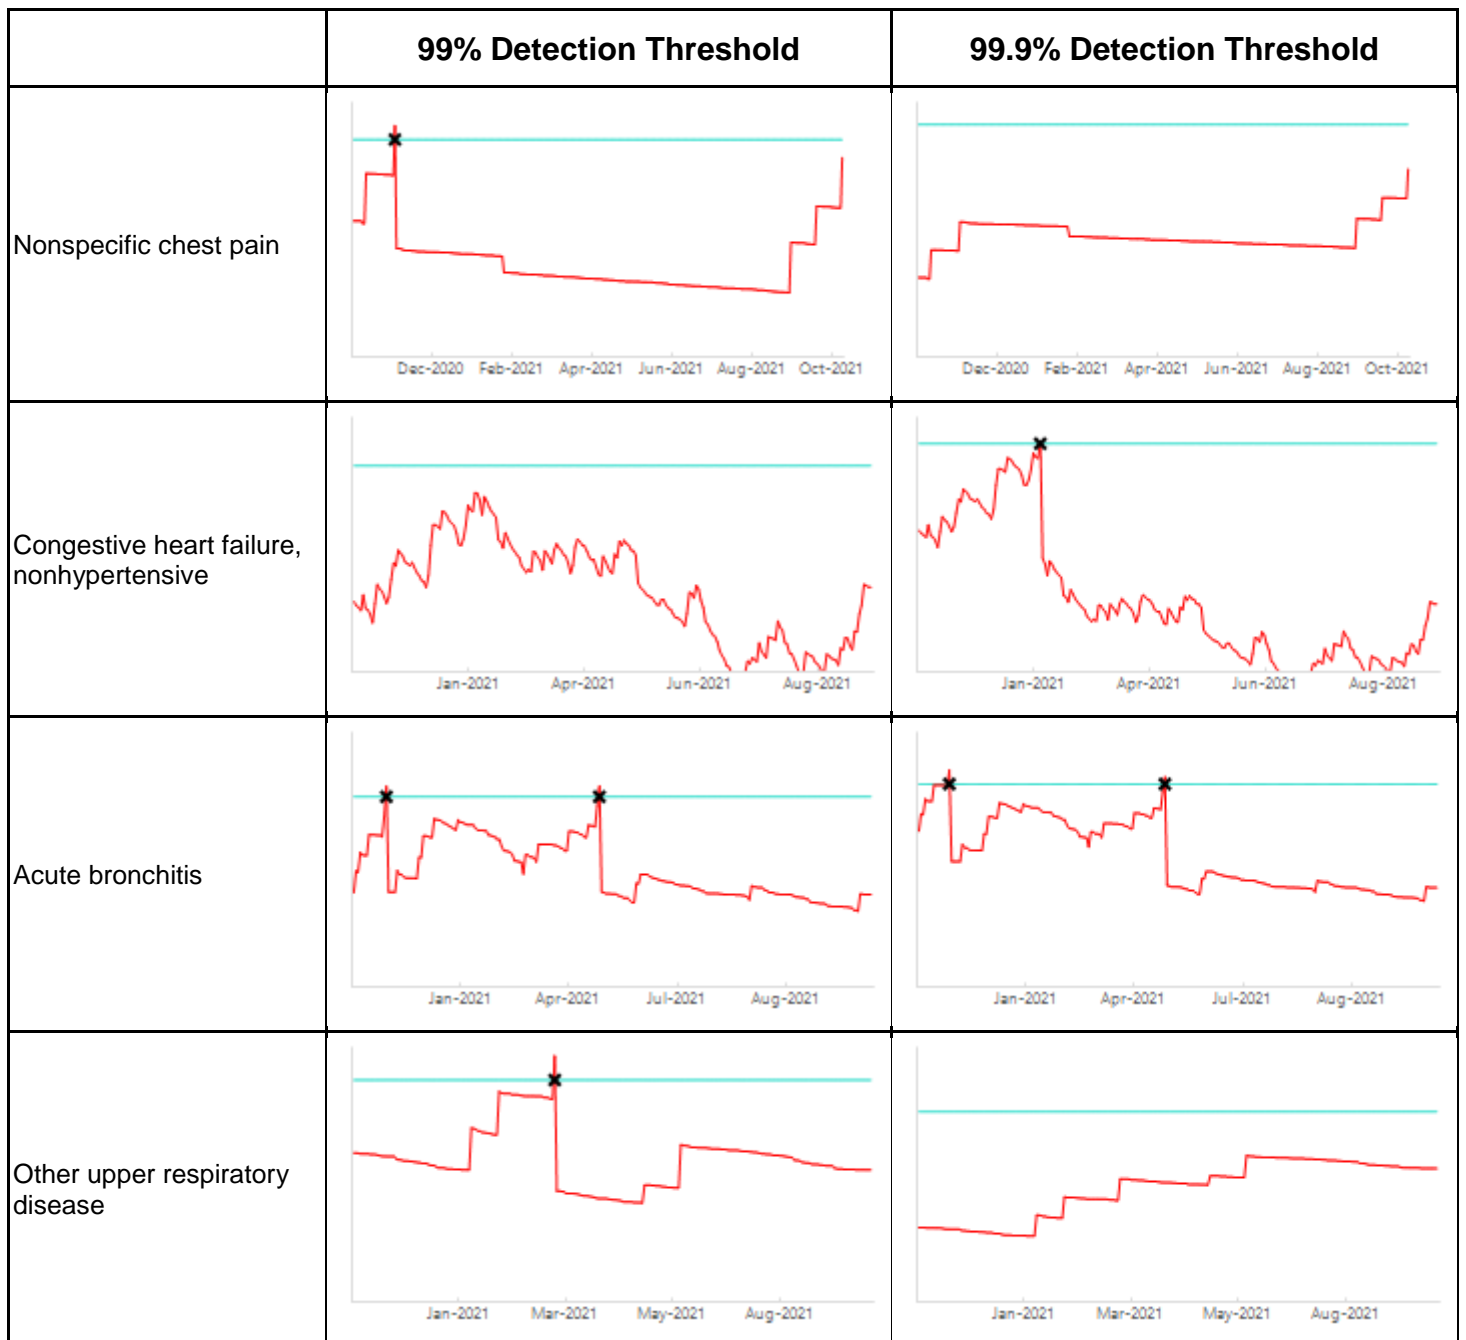 99% Detection Threshold
99.9% Detection Threshold
Nonspecific chest pain
Dec-2020 Feb-2021 Apr-2021 Jun-2021 Aug-2021 Oct-2021
Dec-2020 Feb-2021 Apr-2021 Jun-2021 Aug-2021 Oct-2021
Congestive heart failure,
nonhypertensive
Jan-2021 Apr-2021 Jun-2021 Aug-2021
Jan-2021 Apr-2021 Jun-2021 Aug-2021
Acute bronchitis
Jan-2021 Apr-2021 Jul-2021 Aug-2021
Jan-2021 Apr-2021 Jul-2021 Aug-2021
Other upper respiratory
disease
Jan-2021 Mar-2021 May-2021 Aug-2021
Jan-2021 Mar-2021 May-2021 Aug-2021